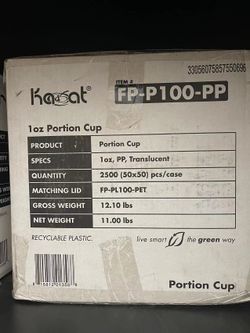 33056075857550696
Karat
ITEM #
FP-P100-PP
1oz Portion Cup
PRODUCT Portion Cup
SPECS 1oz, PP, Translucent
QUANTITY 2500 (50x50) pcs/case
MATCHING LID FP-PL100-PET
GROSS WEIGHT 12.10 lbs
NET WEIGHT 11.00 lbs
RECYCLABLE PLASTIC.
live smart the green way
Portion Cup